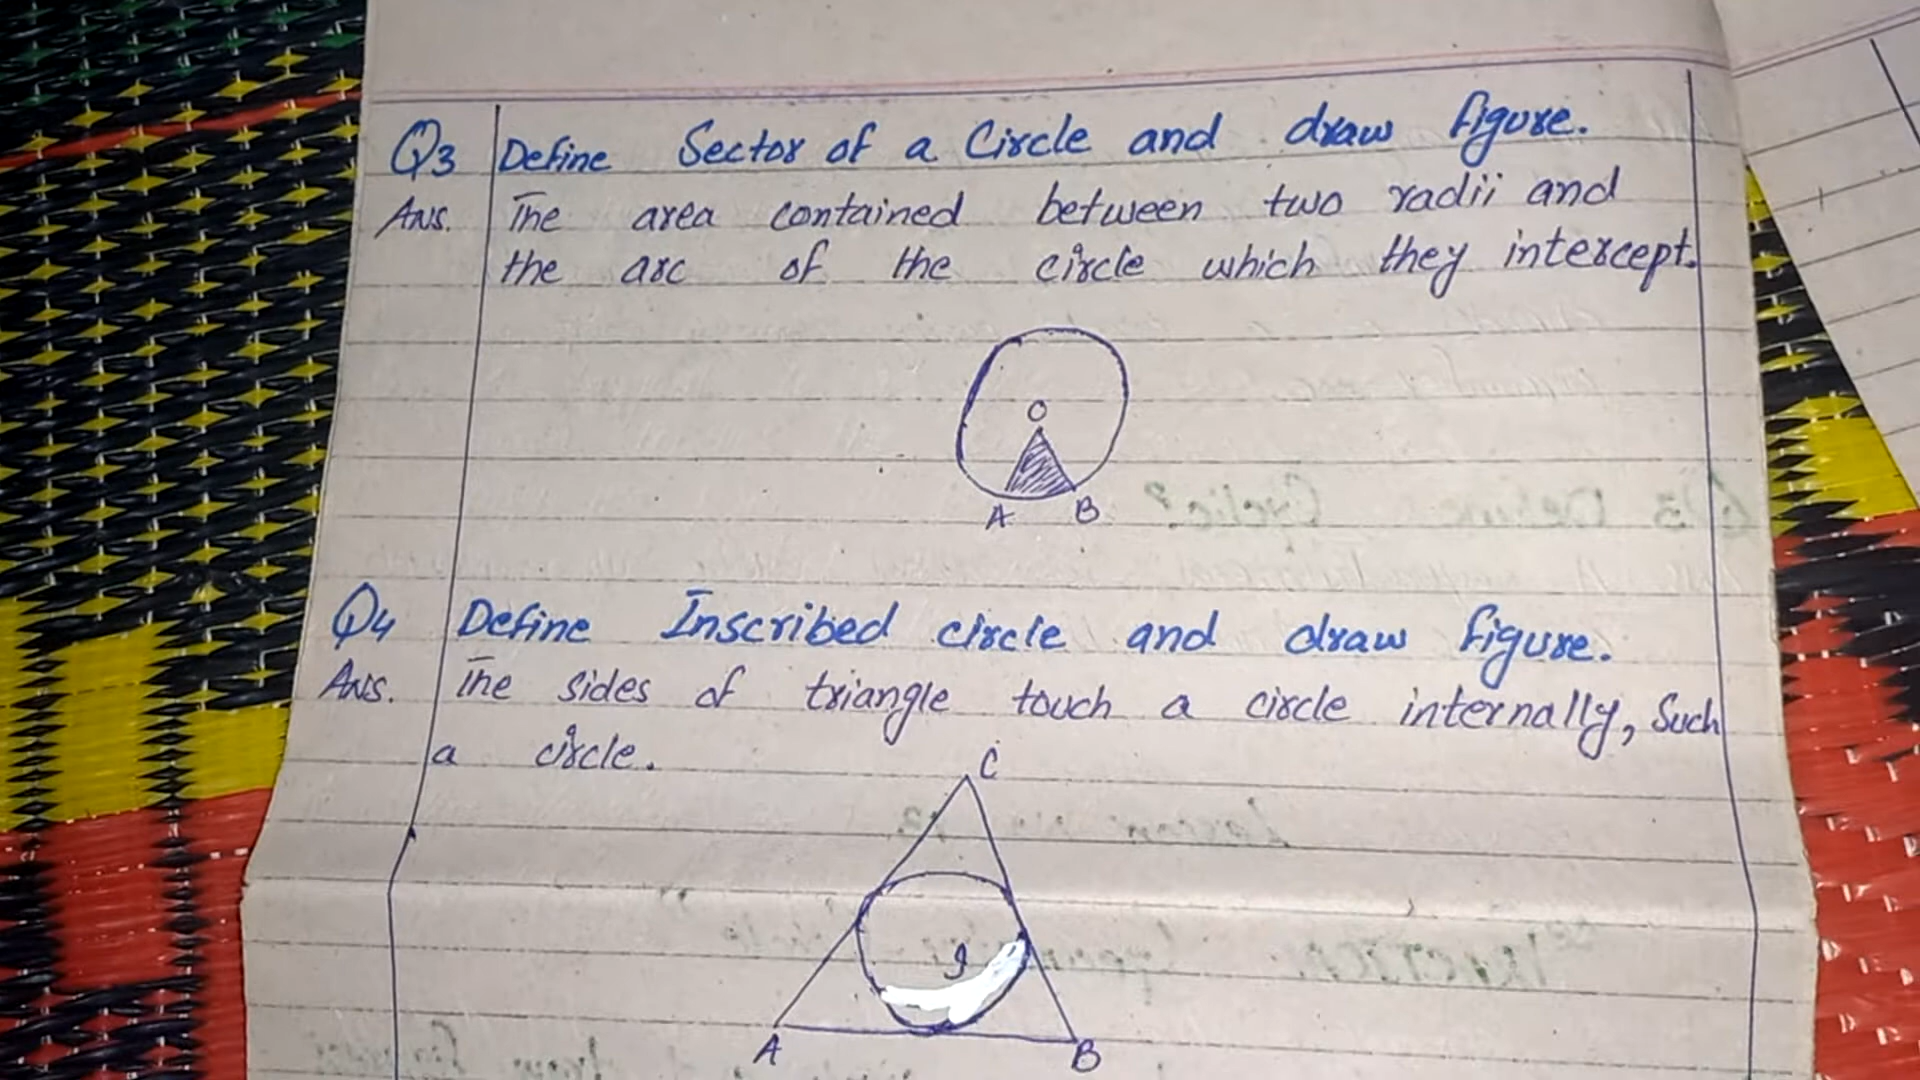 Q3 Define Sector of a Circle and draw figure.
Ans. The area contained between two radii and
the arc of the circle which they intercept.
O
A B
Q4 Define Inscribed circle and draw figure.
Ans. The sides of triangle touch a circle internally, Such
a circle.
C
I
A B